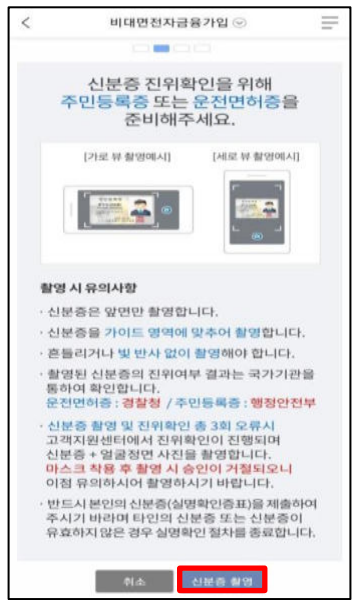 비대면전자금융가입
신분증 진위확인을 위해
주민등록증 또는 운전면허증을
준비해주세요.
[가로 뷰 촬영예시] [세로 뷰 촬영예시]
촬영 시 유의사항
· 신분증은 앞면만 촬영합니다.
· 신분증을 가이드 영역에 맞추어 촬영합니다.
· 흔들리거나 빛 반사 없이 촬영해야 합니다.
· 촬영된 신분증의 진위여부 결과는 국가기관을
통하여 확인합니다.
운전면허증 : 경찰청 / 주민등록증 : 행정안전부
· 신분증 촬영 및 진위확인 총 3회 오류시
고객지원센터에서 진위확인이 진행되며
신분증 + 얼굴정면 사진을 촬영합니다.
마스크 착용 후 촬영 시 승인이 거절되오니
이점 유의하시어 촬영하시기 바랍니다.
· 반드시 본인의 신분증(실명확인증표)을 제출하여
주시기 바라며 타인의 신분증 또는 신분증이
유효하지 않은 경우 실명확인 절차를 종료합니다.
취소 신분증 촬영